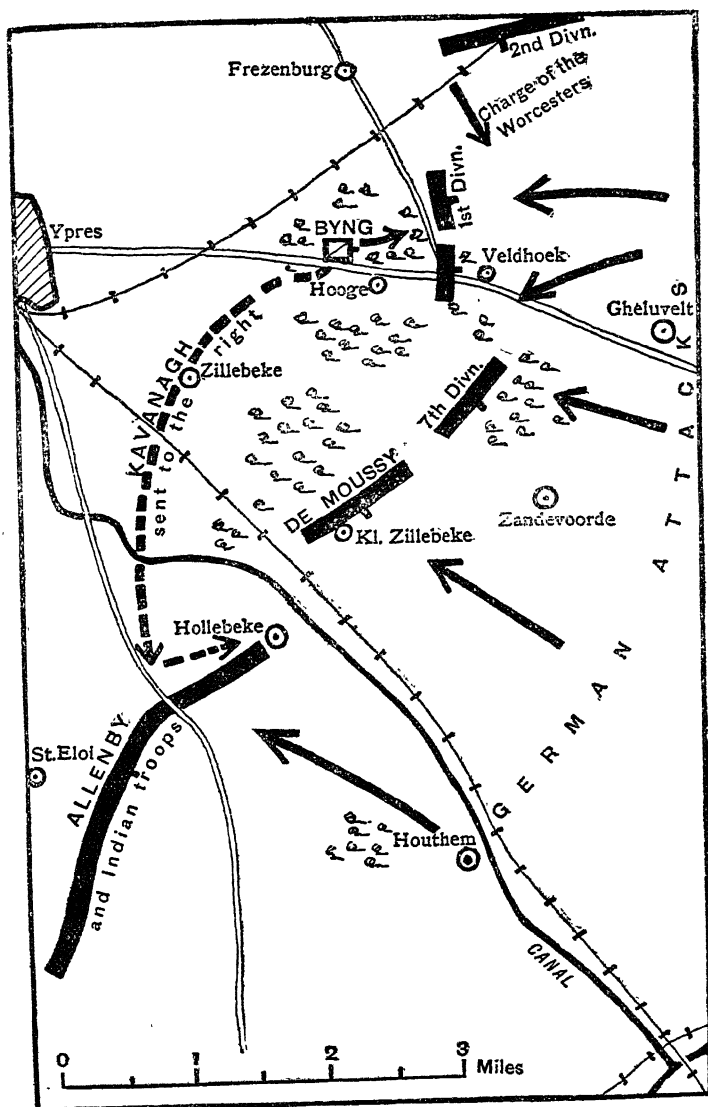 2nd Divn.
Frezenburg
Charge of the
Worcesters
1st Divn.
Ypres
BYNG
Veldhoek
Hooge
Gheluvelt
KAVANAGH
sent to the right
Zillebeke
7th Divn.
DE MOUSSY
Kl. Zillebeke
Zandevoorde
GERMAN ATTACKS
Hollebeke
St. Eloi
ALLENBY
and Indian troops
Houthem
CANAL
0 1 2 3 Miles